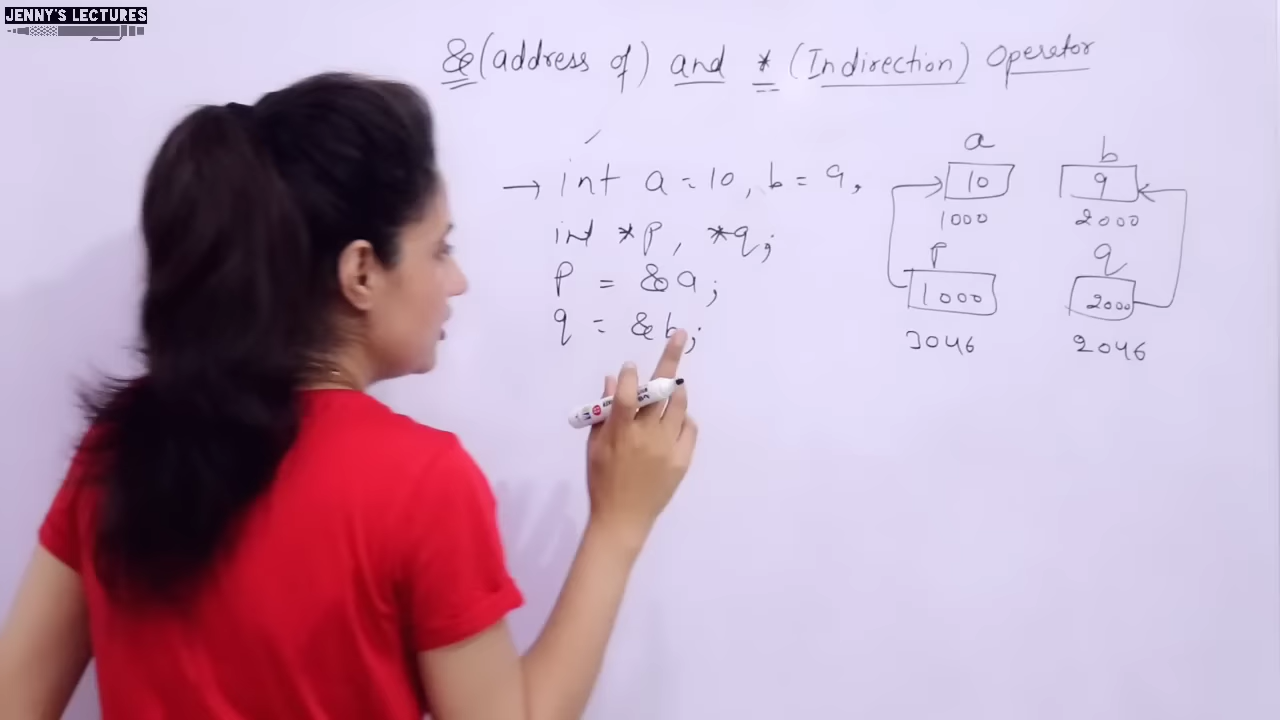 JENNY'S LECTURES
& (address of) and * (Indirection) Operator
→ int a = 10, b = 9,
int *p, *q;
p = &a;
q = &b;
a b
10 9
1000 2000
p q
1000 2000
3046 2046